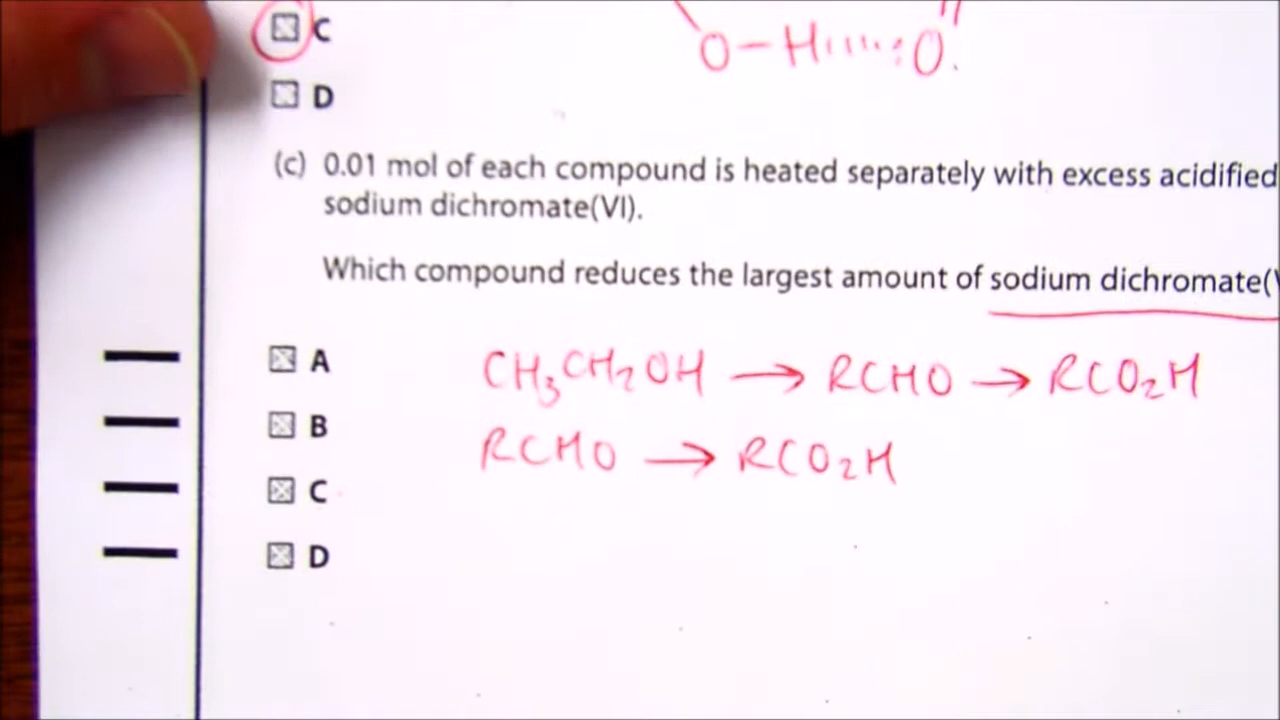 C
O-H''''':O.
D
(c) 0.01 mol of each compound is heated separately with excess acidified
sodium dichromate(VI).
Which compound reduces the largest amount of sodium dichromate(V
A
CH₃CH₂OH → RCHO → RCO₂H
B
RCHO → RCO₂H
C
D